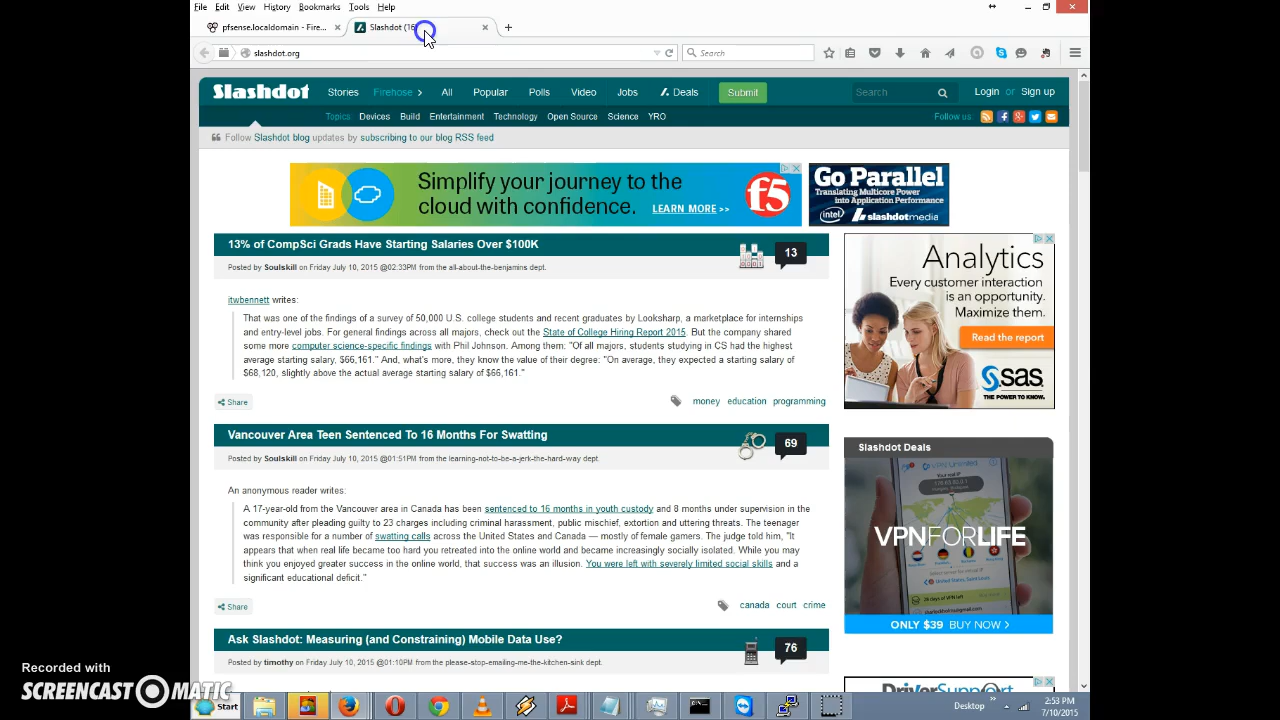 File Edit View History Bookmarks Tools Help
pfsense.localdomain - Fire... × Slashdot (16) × +
slashdot.org Search
Slashdot Stories Firehose > All Popular Polls Video Jobs Deals Submit Search Login or Sign up
Topics: Devices Build Entertainment Technology Open Source Science YRO Follow us:
Follow Slashdot blog updates by subscribing to our blog RSS feed
Simplify your journey to the
cloud with confidence. LEARN MORE >>
f5
Go Parallel
Translating Multicore Power
into Application Performance
intel slashdotmedia
13% of CompSci Grads Have Starting Salaries Over $100K
13
Posted by Soulskill on Friday July 10, 2015 @02:33PM from the all-about-the-benjamins dept.
itwbennett writes:
That was one of the findings of a survey of 50,000 U.S. college students and recent graduates by Looksharp, a marketplace for internships
and entry-level jobs. For general findings across all majors, check out the State of College Hiring Report 2015. But the company shared
some more computer science-specific findings with Phil Johnson. Among them: "Of all majors, students studying in CS had the highest
average starting salary, $66,161." And, what's more, they know the value of their degree: "On average, they expected a starting salary of
$68,120, slightly above the actual average starting salary of $66,161."
Share
money education programming
Analytics
Every customer interaction
is an opportunity.
Maximize them.
Read the report
sas
THE POWER TO KNOW.
Vancouver Area Teen Sentenced To 16 Months For Swatting
69
Posted by Soulskill on Friday July 10, 2015 @01:51PM from the learning-not-to-be-a-jerk-the-hard-way dept.
An anonymous reader writes:
A 17-year-old from the Vancouver area in Canada has been sentenced to 16 months in youth custody and 8 months under supervision in the
community after pleading guilty to 23 charges including criminal harassment, public mischief, extortion and uttering threats. The teenager
was responsible for a number of swatting calls across the United States and Canada — mostly of female gamers. The judge told him, "It
appears that when real life became too hard you retreated into the online world and became increasingly socially isolated. While you may
think you enjoyed greater success in the online world, that success was an illusion. You were left with severely limited social skills and a
significant educational deficit."
Share
canada court crime
Slashdot Deals
VPNFORLIFE
ONLY $39 BUY NOW >
Ask Slashdot: Measuring (and Constraining) Mobile Data Use?
76
Posted by timothy on Friday July 10, 2015 @01:10PM from the please-stop-emailing-me-the-kitchen-sink dept.
DriverSupport
Recorded with
SCREENCAST MATIC
Start
Desktop
2:53 PM
7/10/2015